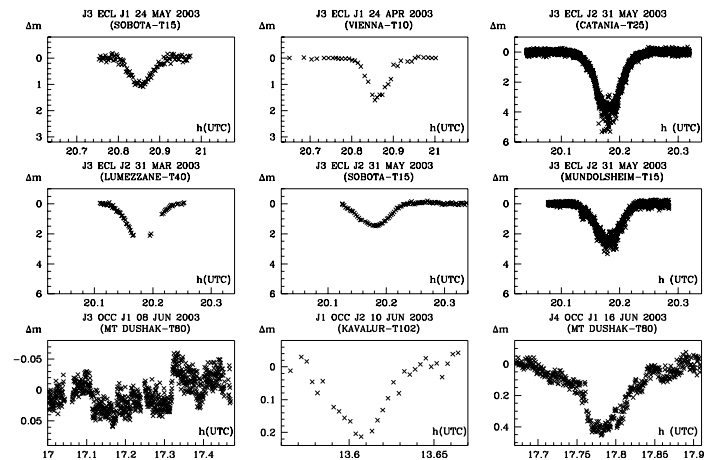 J3 ECL J1 24 MAY 2003
(SOBOTA-T15)
Δm
0
1
2
3
h(UTC)
20.7
20.8
20.9
21
J3 ECL J1 24 APR 2003
(VIENNA-T10)
Δm
0
1
2
3
h(UTC)
20.7
20.8
20.9
21
J3 ECL J2 31 MAY 2003
(CATANIA-T25)
Δm
0
2
4
6
h(UTC)
20.1
20.2
20.3
J3 ECL J2 31 MAR 2003
(LUMEZZANE-T40)
Δm
0
2
4
6
h(UTC)
20.1
20.2
20.3
J3 ECL J2 31 MAY 2003
(SOBOTA-T15)
Δm
0
2
4
6
h(UTC)
20.1
20.2
20.3
J3 ECL J2 31 MAY 2003
(MUNDOLSHEIM-T15)
Δm
0
2
4
6
h (UTC)
20.1
20.2
20.3
J3 OCC J1 08 JUN 2003
(MT DUSHAK-T80)
Δm
-0.05
0
0.05
h(UTC)
17
17.1
17.2
17.3
17.4
J1 OCC J2 10 JUN 2003
(KAVALUR-T102)
Δm
0
0.1
0.2
h(UTC)
13.6
13.65
J4 OCC J1 16 JUN 2003
(MT DUSHAK-T80)
Δm
0
0.2
0.4
h (UTC)
17.7
17.76
17.8
17.85
17.9